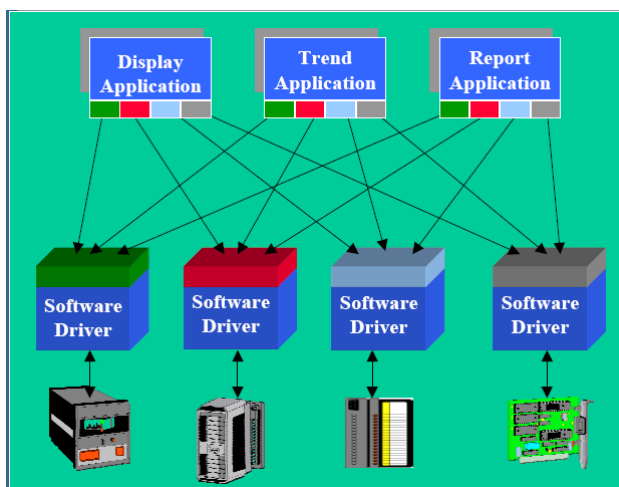 Display
Application
Trend
Application
Report
Application
Software
Driver
Software
Driver
Software
Driver
Software
Driver